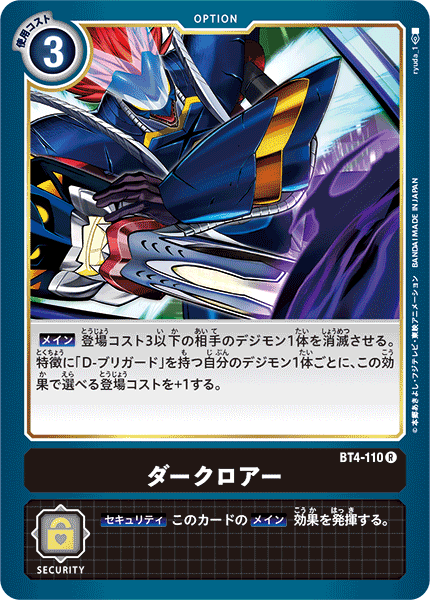 OPTION
使用コスト
3
ryuda_1
BANDAI MADE IN JAPAN
©本郷あきよし・フジテレビ・東映アニメーション
メイン 登場コスト3以下の相手のデジモン1体を消滅させる。
特徴に「D-ブリガード」を持つ自分のデジモン1体ごとに、この効
果で選べる登場コストを+1する。
BT4-110 R
ダークロアー
セキュリティ このカードの メイン 効果を発揮する。
SECURITY